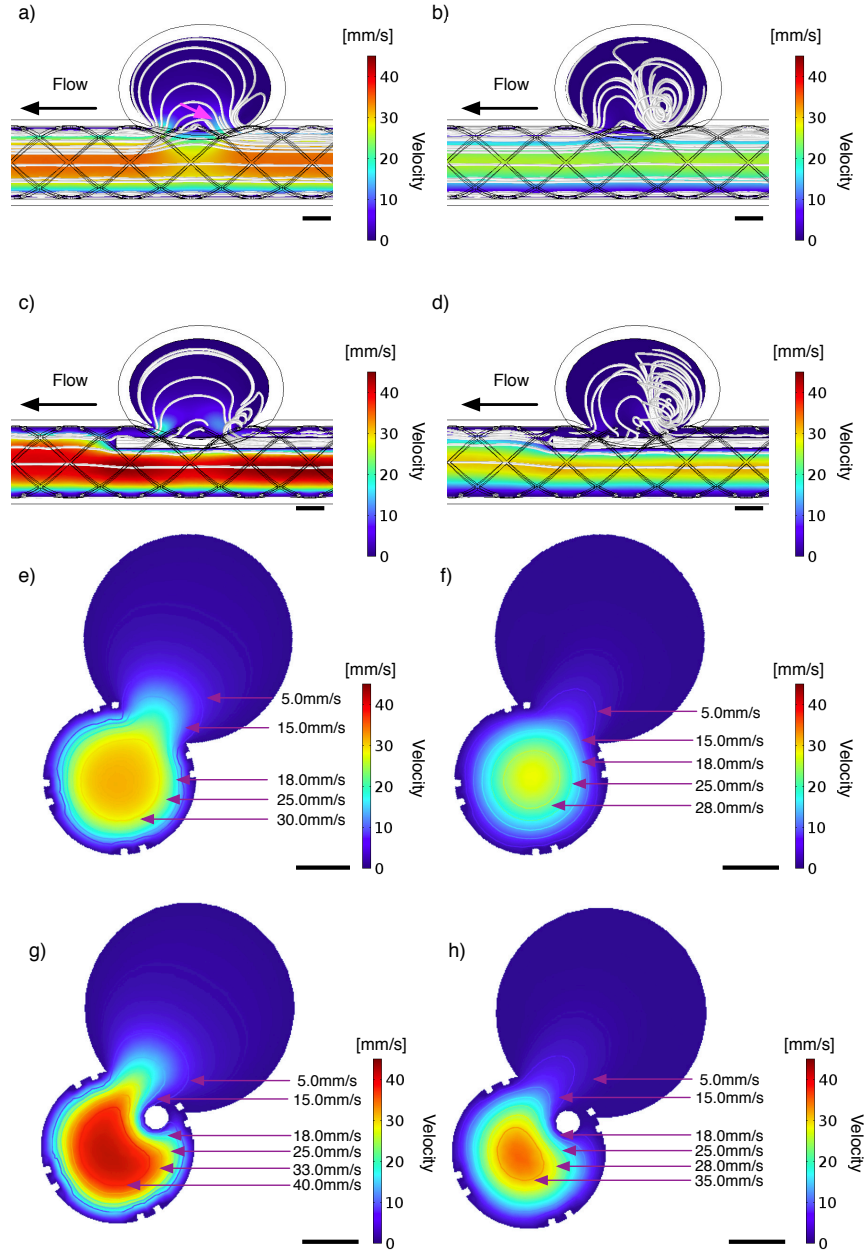 a)
[mm/s]
Flow
40
30
20
10
0
Velocity
b)
[mm/s]
Flow
40
30
20
10
0
Velocity
c)
[mm/s]
Flow
40
30
20
10
0
Velocity
d)
[mm/s]
Flow
40
30
20
10
0
Velocity
e)
[mm/s]
5.0mm/s
15.0mm/s
18.0mm/s
25.0mm/s
30.0mm/s
40
30
20
10
0
Velocity
f)
[mm/s]
5.0mm/s
15.0mm/s
18.0mm/s
25.0mm/s
28.0mm/s
40
30
20
10
0
Velocity
g)
[mm/s]
5.0mm/s
15.0mm/s
18.0mm/s
25.0mm/s
33.0mm/s
40.0mm/s
40
30
20
10
0
Velocity
h)
[mm/s]
5.0mm/s
15.0mm/s
18.0mm/s
25.0mm/s
28.0mm/s
35.0mm/s
40
30
20
10
0
Velocity